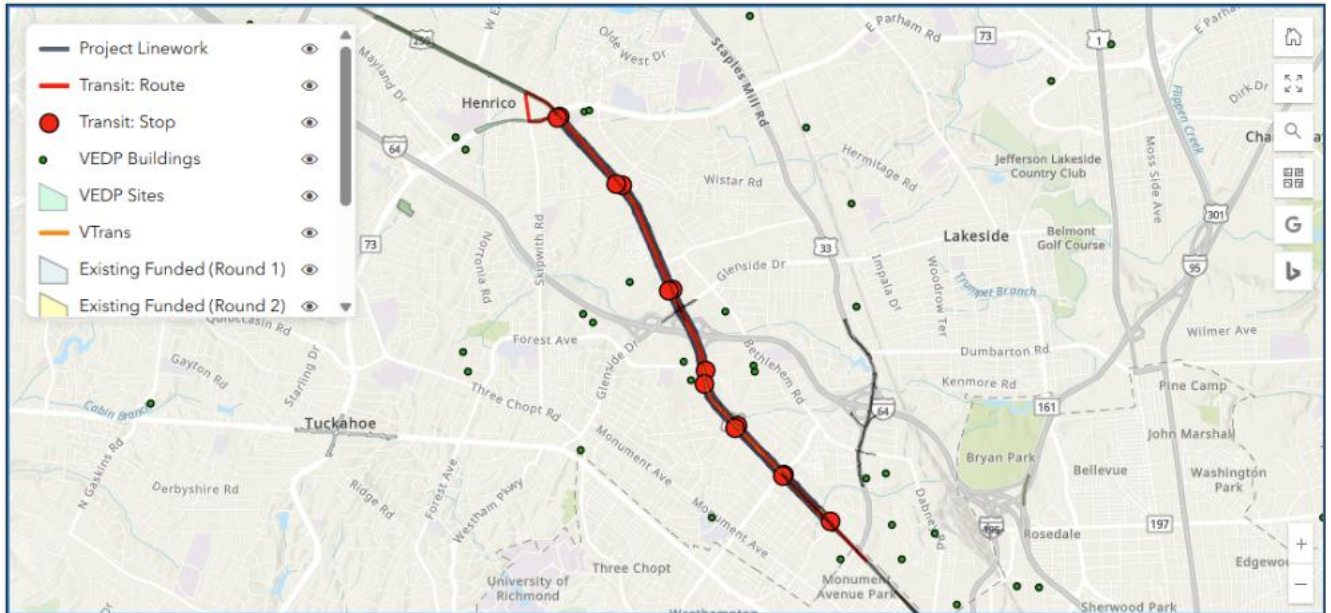 Project Linework
Transit: Route
Transit: Stop
VEDP Buildings
VEDP Sites
VTrans
Existing Funded (Round 1)
Existing Funded (Round 2)
250
Mayland Dr
Olde West Dr
Staples Mill Rd
E Parham Rd
73
1
Henrico
64
Flippen Creek
Dirk Dr
Hermitage Rd
Jefferson Lakeside
Country Club
Moss Side Ave
Wistar Rd
301
Skipwith Rd
Nortonia Rd
73
33
Lakeside
Belmont
Golf Course
95
Glenside Dr
Impala Dr
Woodrow Ter
Trumpet Branch
Quioccasin Rd
Forest Ave
Wilmer Ave
Gayton Rd
Starling Dr
Glenside Dr
Bethlehem Rd
Dumbarton Rd
Three Chopt Rd
Kenmore Rd
Pine Camp
Cabin Branch
Tuckahoe
64
161
John Marshall
Monument Ave
Bryan Park
Bellevue
Washington
Park
N Gaskins Rd
Derbyshire Rd
Ridge Rd
Forest Ave
Westham Pkwy
Monument Ave
Dabney Rd
195
Rosedale
197
University of
Richmond
Three Chopt
Monument
Avenue Park
Westhampton
Sherwood Park
G
b
+
−